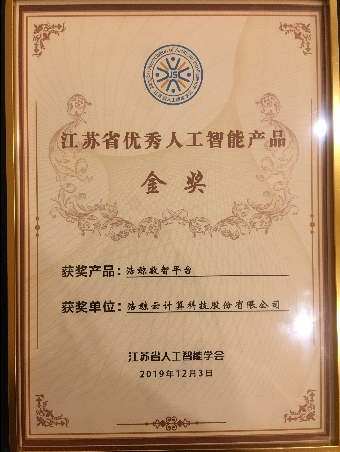 江苏省优秀人工智能产品
金奖
获奖产品：浩鲸数智平台
获奖单位：浩鲸云计算科技股份有限公司
江苏省人工智能学会
2019年12月3日